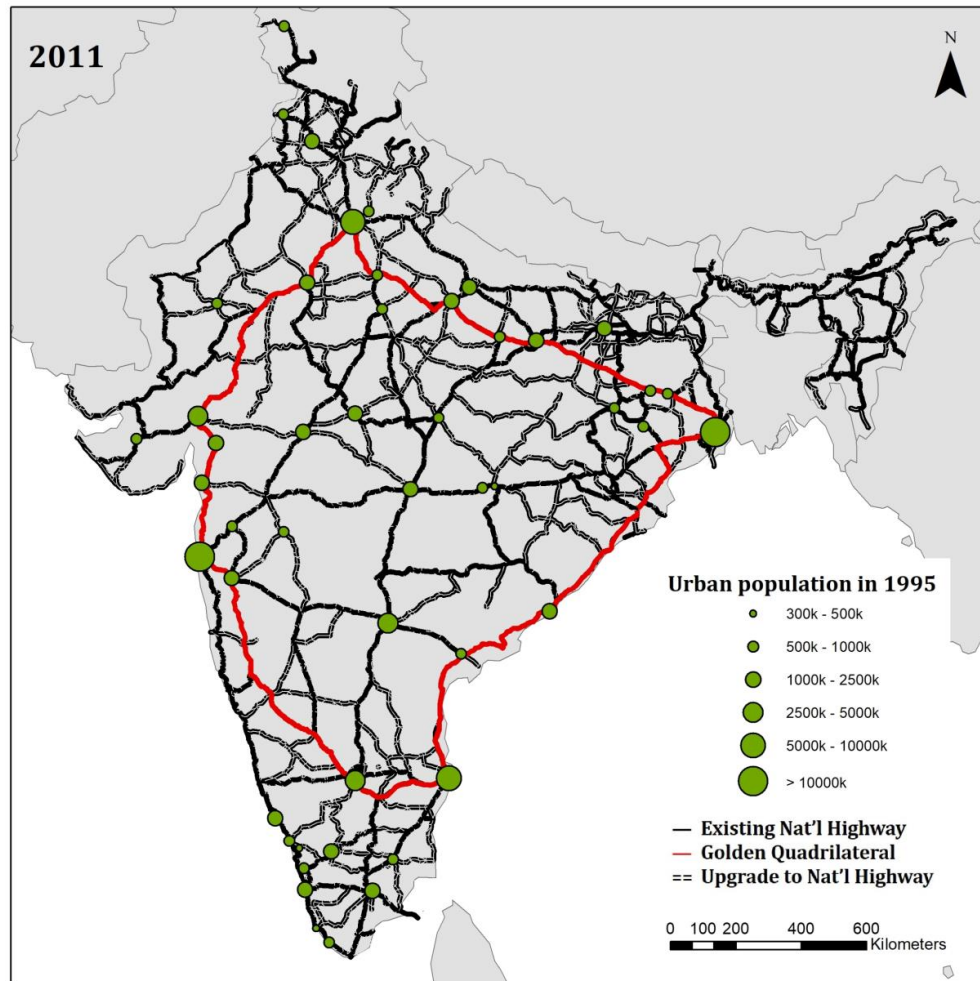 2011
N
Urban population in 1995
300k - 500k
500k - 1000k
1000k - 2500k
2500k - 5000k
5000k - 10000k
> 10000k
Existing Nat'l Highway
Golden Quadrilateral
Upgrade to Nat'l Highway
0 100 200 400 600
Kilometers